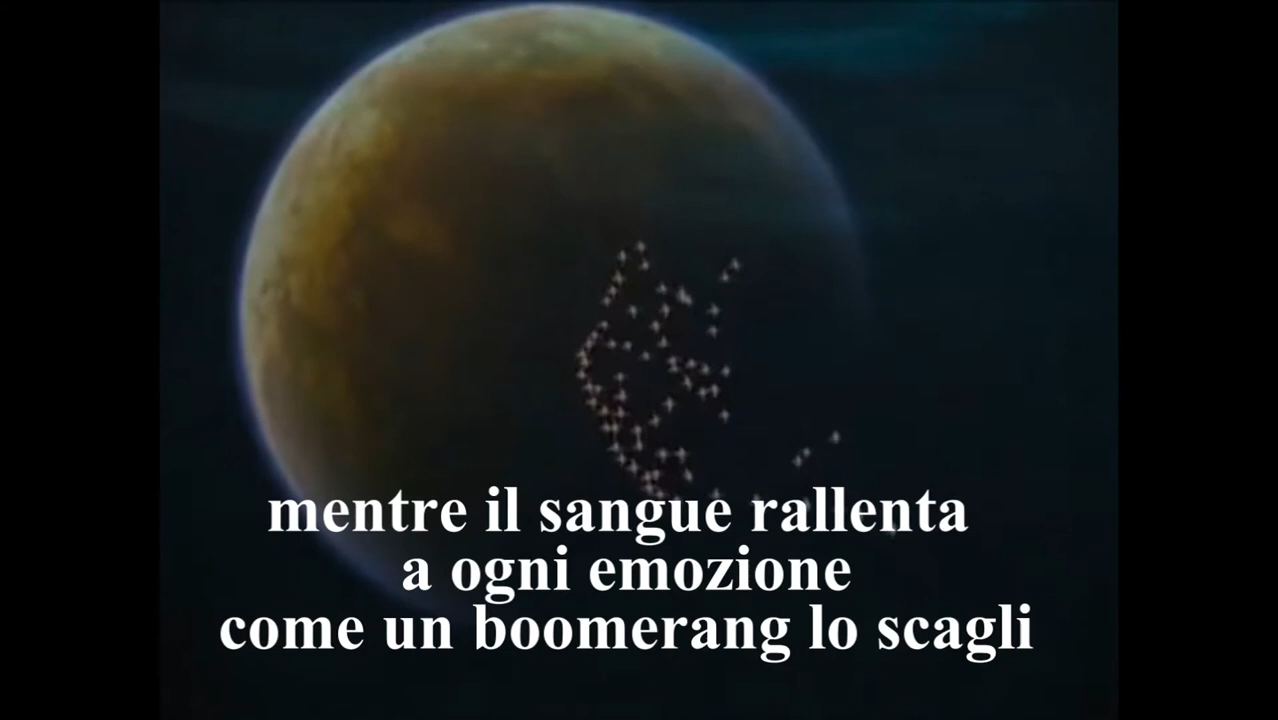 mentre il sangue rallenta
a ogni emozione
come un boomerang lo scagli